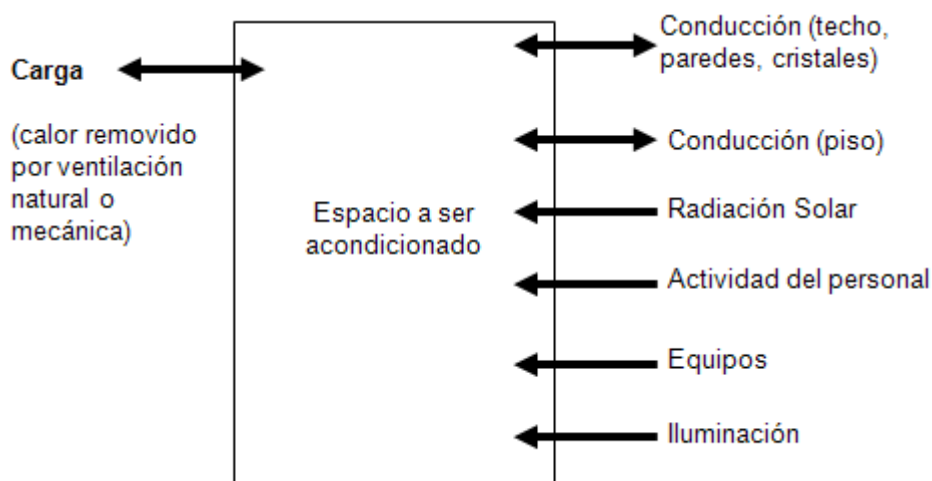 Carga
(calor removido
por ventilación
natural o
mecánica)
Espacio a ser
acondicionado
Conducción (techo,
paredes, cristales)
Conducción (piso)
Radiación Solar
Actividad del personal
Equipos
Iluminación